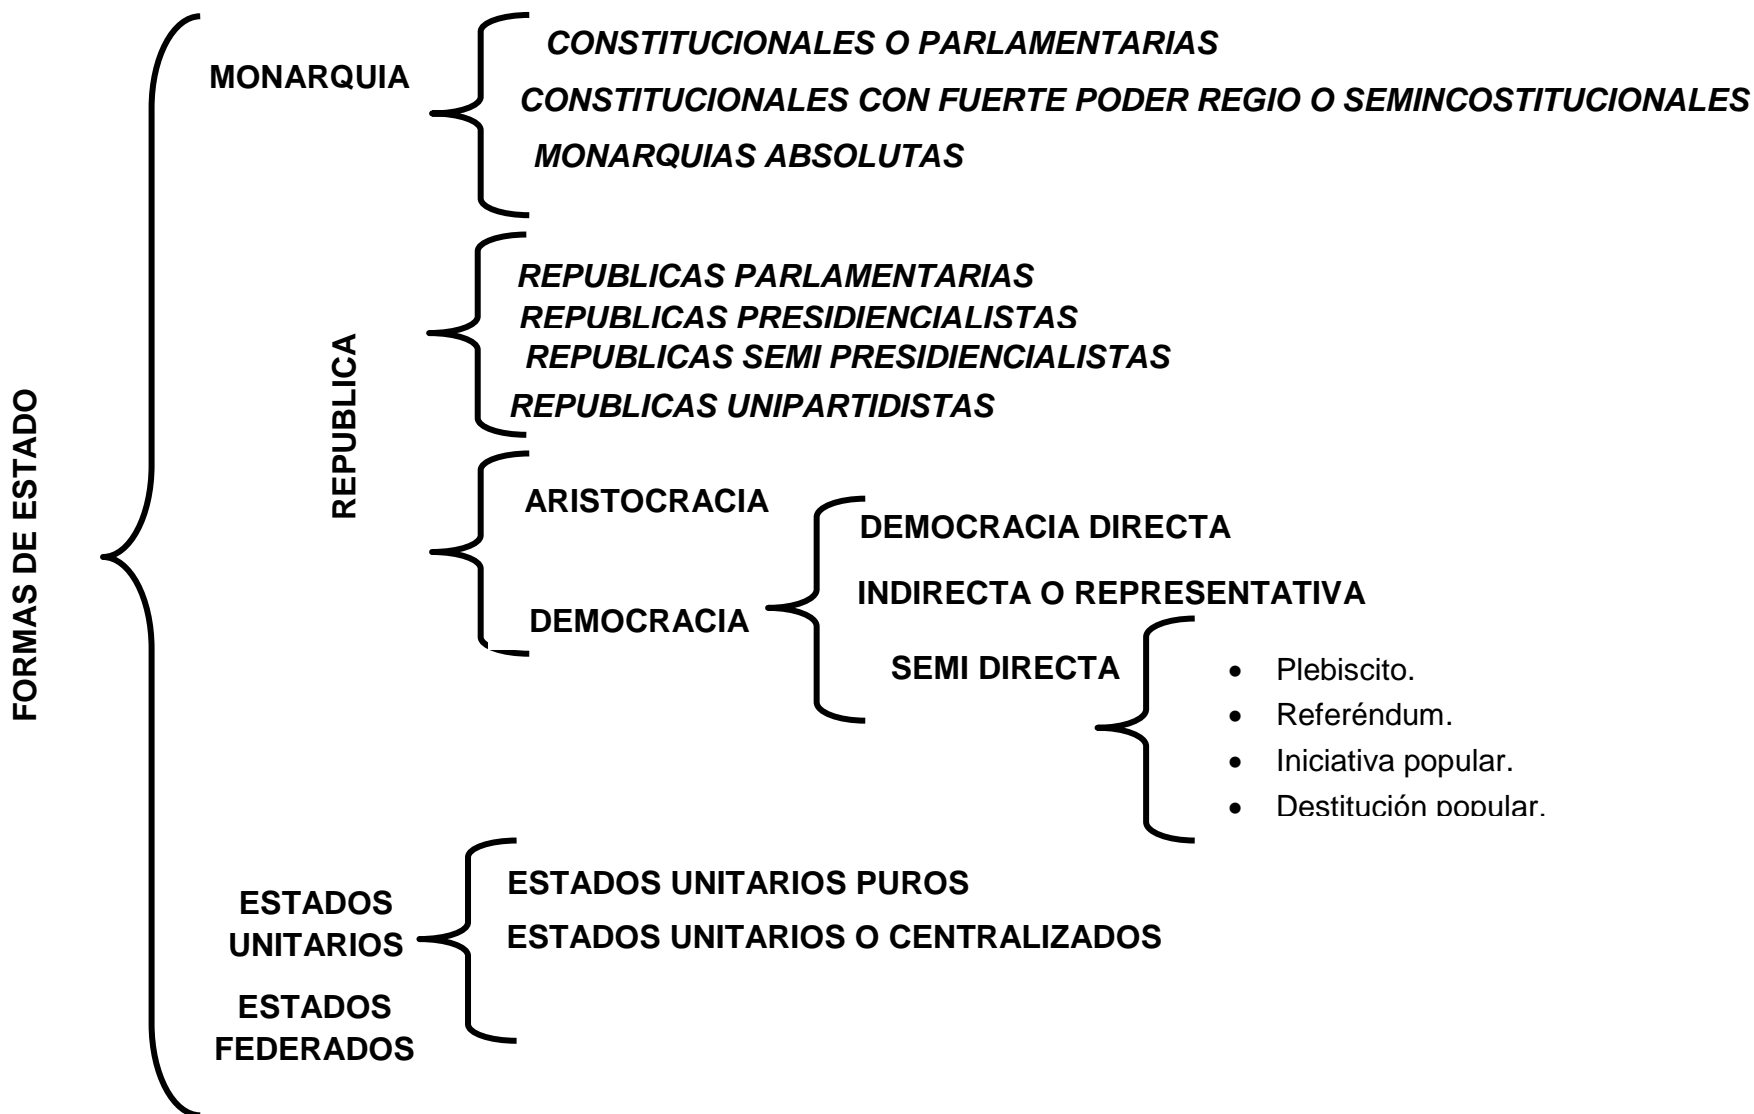 FORMAS DE ESTADO
MONARQUIA
CONSTITUCIONALES O PARLAMENTARIAS
CONSTITUCIONALES CON FUERTE PODER REGIO O SEMINCOSTITUCIONALES
MONARQUIAS ABSOLUTAS
REPUBLICA
REPUBLICAS PARLAMENTARIAS
REPUBLICAS PRESIDIENCIALISTAS
REPUBLICAS SEMI PRESIDIENCIALISTAS
REPUBLICAS UNIPARTIDISTAS
ARISTOCRACIA
DEMOCRACIA
DEMOCRACIA DIRECTA
INDIRECTA O REPRESENTATIVA
SEMI DIRECTA
• Plebiscito.
• Referéndum.
• Iniciativa popular.
• Destitución popular.
ESTADOS
UNITARIOS
ESTADOS UNITARIOS PUROS
ESTADOS UNITARIOS O CENTRALIZADOS
ESTADOS
FEDERADOS